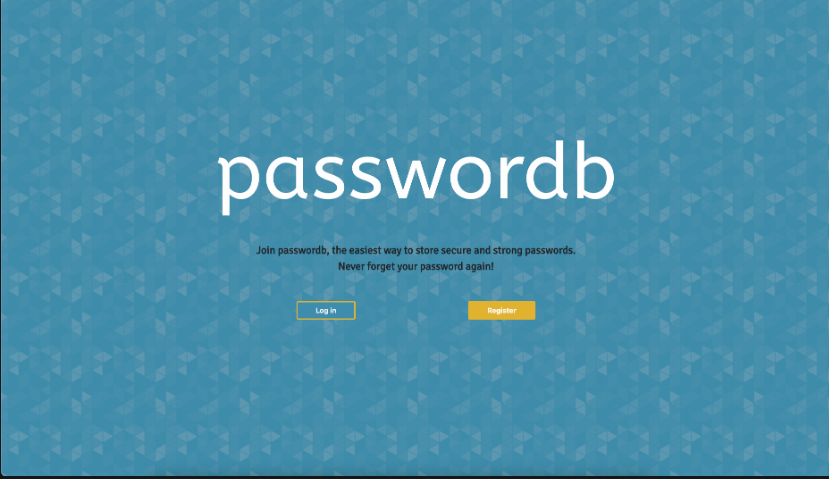 passwordb
Join passwordb, the easiest way to store secure and strong passwords.
Never forget your password again!
Log in
Register